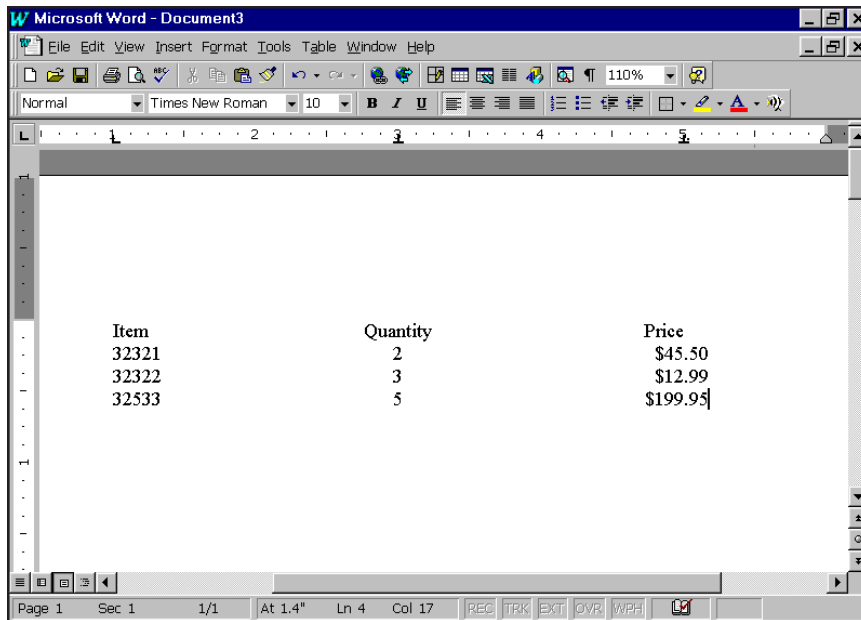 Microsoft Word - Document3
File Edit View Insert Format Tools Table Window Help
110%
Normal Times New Roman 10 B I U
L 1 2 3 4 5
1
Item Quantity Price
32321 2 $45.50
32322 3 $12.99
32533 5 $199.95
1
Page 1 Sec 1 1/1 At 1.4" Ln 4 Col 17 REC TRK EXT OVR WPH